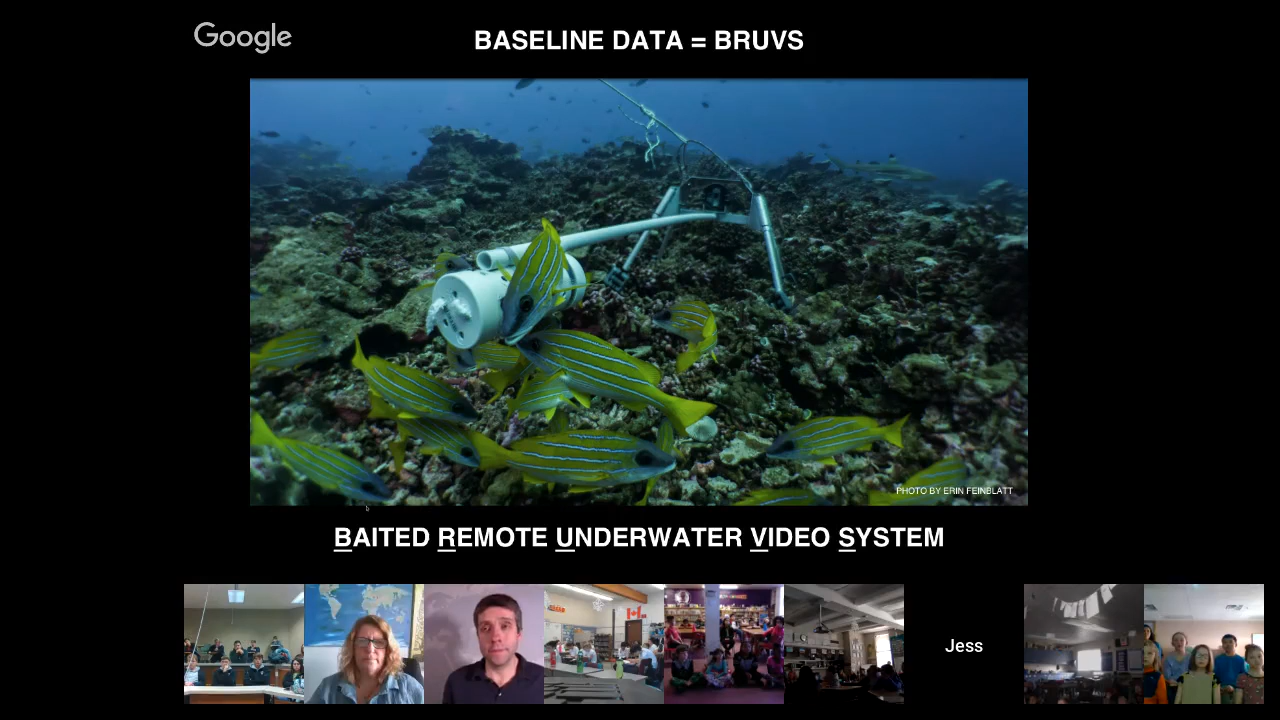 Google
BASELINE DATA = BRUVS
PHOTO BY ERIN FEINBLATT
BAITED REMOTE UNDERWATER VIDEO SYSTEM
Jess